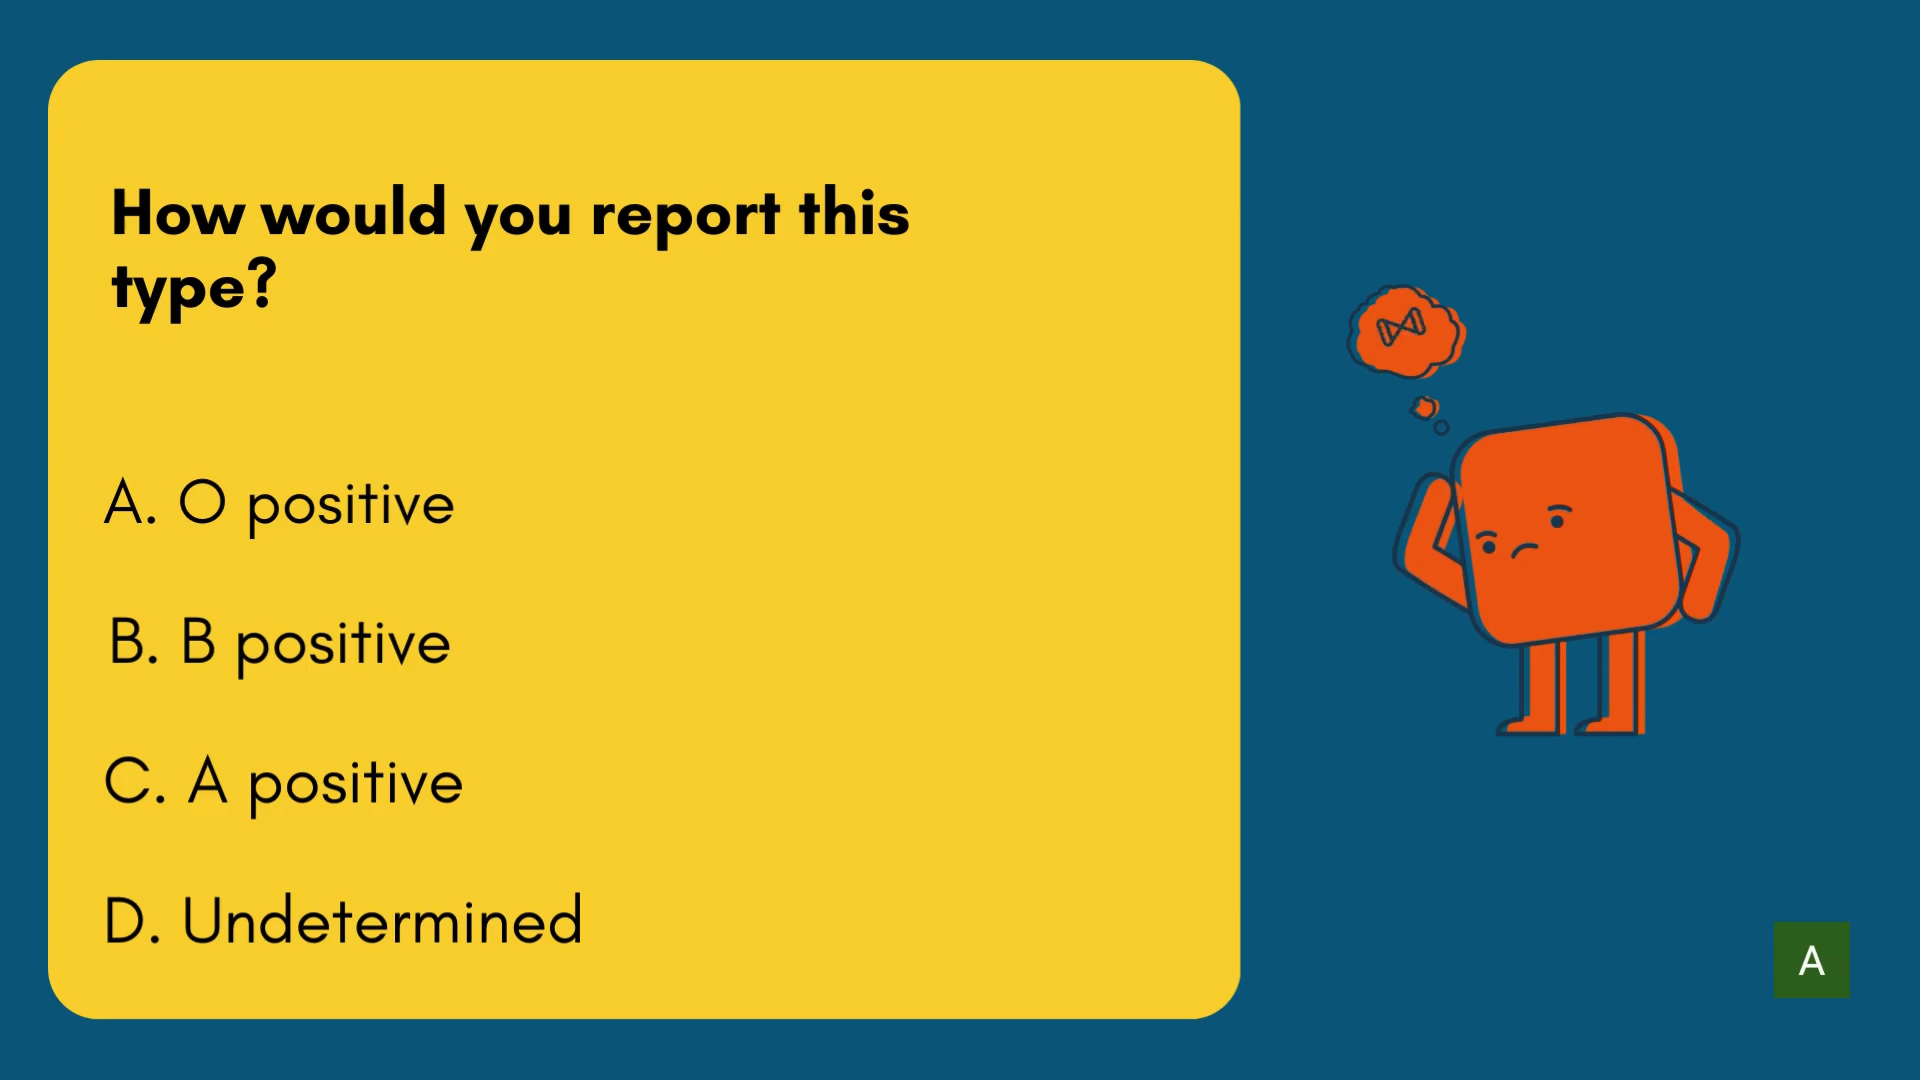 How would you report this
type?
A. O positive
B. B positive
C. A positive
D. Undetermined
A